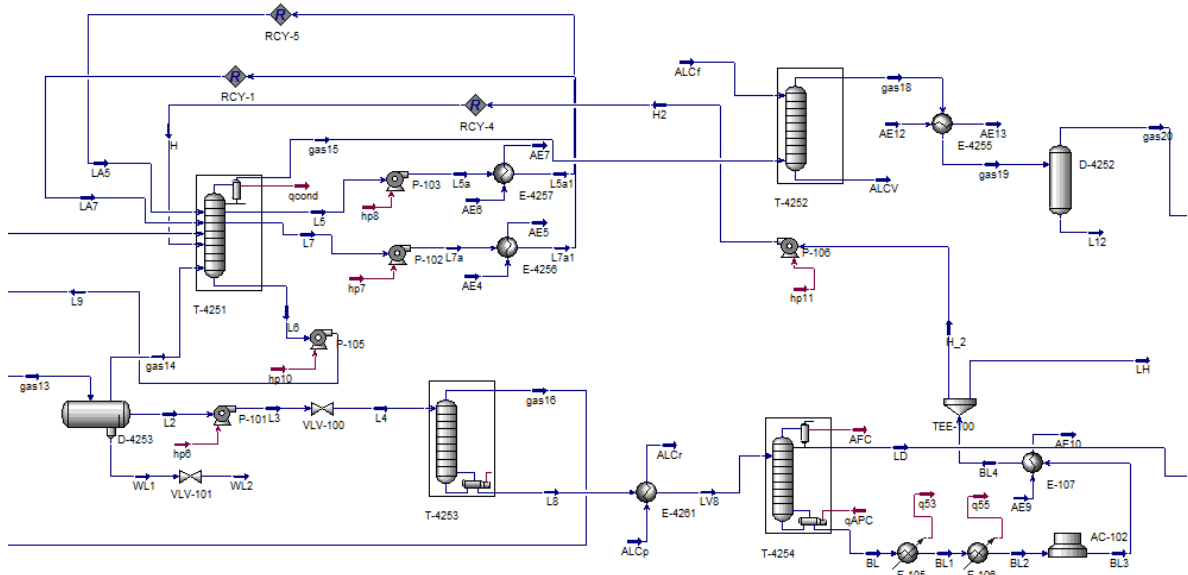 RCY-5
RCY-1
RCY-4
H
H2
gas15
LA5
LA7
qcond
T-4251
L5
P-103
hp8
L5a
AE7
E-4257
AE6
L5a1
L7
P-102
hp7
L7a
AE5
E-4256
AE4
L7a1
ALCf
T-4252
gas18
AE12
E-4255
AE13
gas19
ALCV
D-4252
gas20
L12
P-106
hp11
L9
L6
P-105
hp10
gas14
gas13
D-4253
L2
P-101
hp6
L3
VLV-100
L4
WL1
VLV-101
WL2
gas16
T-4253
L8
ALCr
E-4261
ALCp
LV8
AFC
T-4254
LD
qAPC
BL
E-105
q53
BL1
E-106
q55
BL2
AC-102
BL3
H_2
LH
TEE-100
AE10
BL4
E-107
AE9